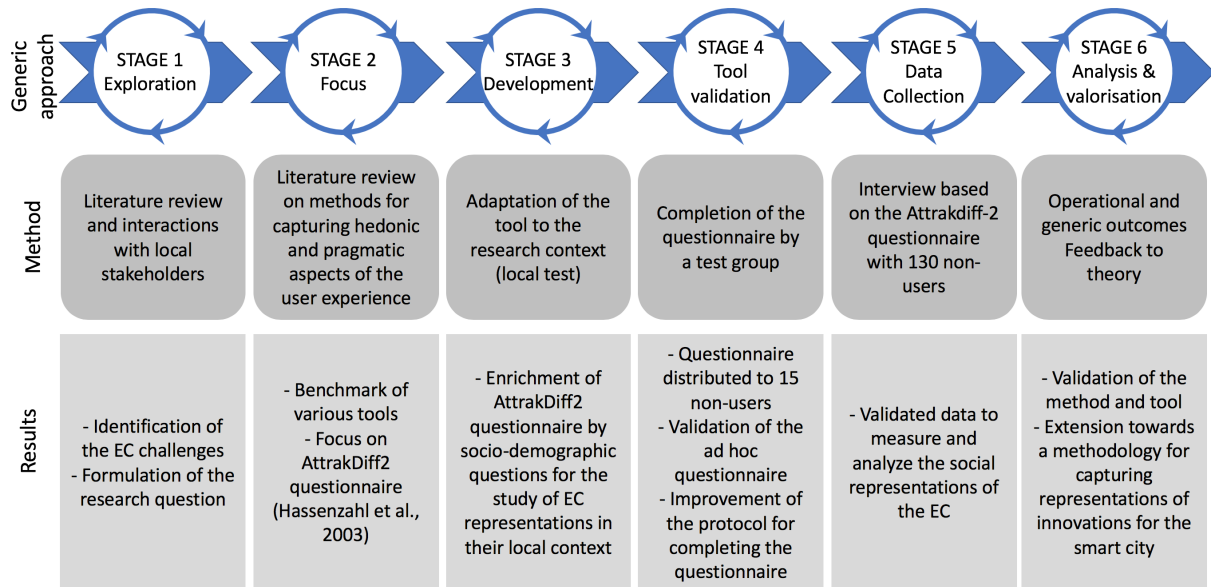 Generic
approach
STAGE 1
Exploration
STAGE 2
Focus
STAGE 3
Development
STAGE 4
Tool
validation
STAGE 5
Data
Collection
STAGE 6
Analysis &
valorisation
Method
Literature review
and interactions
with local
stakeholders
Literature review
on methods for
capturing hedonic
and pragmatic
aspects of the
user experience
Adaptation of the
tool to the
research context
(local test)
Completion of the
questionnaire by
a test group
Interview based
on the Attrakdiff-2
questionnaire
with 130 non-
users
Operational and
generic outcomes
Feedback to
theory
Results
- Identification of
the EC challenges
- Formulation of the
research question
- Benchmark of
various tools
- Focus on
AttrakDiff2
questionnaire
(Hassenzahl et al.,
2003)
- Enrichment of
AttrakDiff2
questionnaire by
socio-demographic
questions for the
study of EC
representations in
their local context
- Questionnaire
distributed to 15
non-users
- Validation of the
ad hoc
questionnaire
- Improvement of
the protocol for
completing the
questionnaire
- Validated data to
measure and
analyze the social
representations of
the EC
- Validation of the
method and tool
- Extension towards
a methodology for
capturing
representations of
innovations for the
smart city